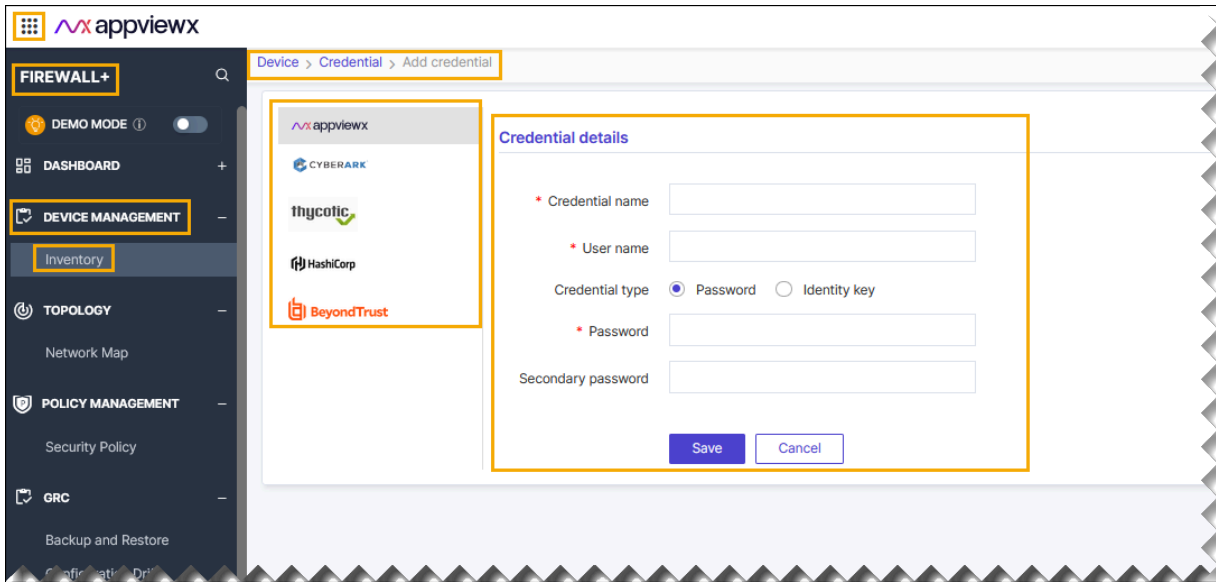 appviewx
FIREWALL+
DEMO MODE
DASHBOARD +
DEVICE MANAGEMENT –
Inventory
TOPOLOGY –
Network Map
POLICY MANAGEMENT –
Security Policy
GRC –
Backup and Restore
Device > Credential > Add credential
appviewx
CYBERARK
thycotic
HashiCorp
BeyondTrust
Credential details
* Credential name
* User name
Credential type Password Identity key
* Password
Secondary password
Save Cancel